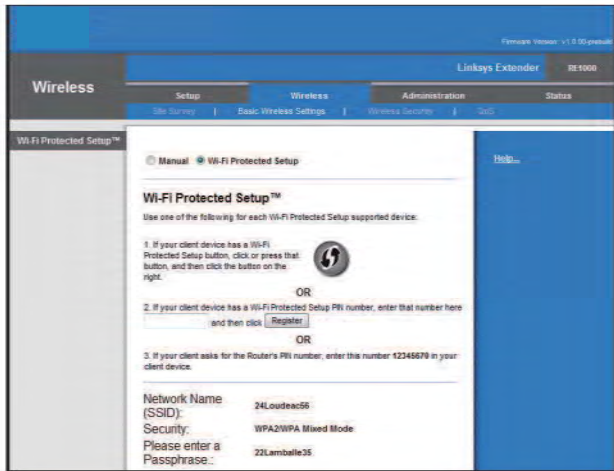 Firmware Version: v1.0.00-prebuild
Linksys Extender RE1000
Wireless
Setup Wireless Administration Status
Site Survey | Basic Wireless Settings | Wireless Security | QoS
Wi-Fi Protected Setup™
Manual Wi-Fi Protected Setup
Help...
Wi-Fi Protected Setup™
Use one of the following for each Wi-Fi Protected Setup supported device:
1. If your client device has a Wi-Fi
Protected Setup button, click or press that
button, and then click the button on the
right.
OR
2. If your client device has a Wi-Fi Protected Setup PIN number, enter that number here
and then click Register
OR
3. If your client asks for the Router's PIN number, enter this number 12345670 in your
client device.
Network Name
(SSID): 24Loudeac56
Security: WPA2/WPA Mixed Mode
Please enter a
Passphrase.: 22Lamballe35